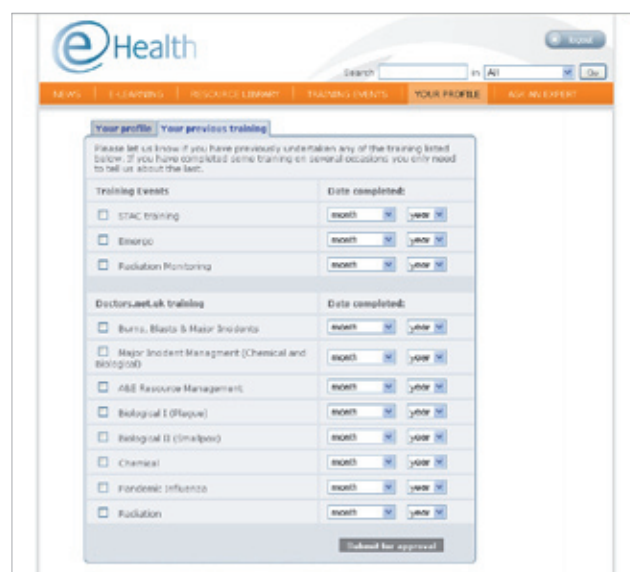 eHealth
logout
Search in All Go
NEWS E-LEARNING RESOURCE LIBRARY TRAINING EVENTS YOUR PROFILE ASK AN EXPERT
Your profile Your previous training
Please let us know if you have previously undertaken any of the training listed
below. If you have completed some training on several occasions you only need
to tell us about the last.
Training Events Date completed:
STAC training month year
Emergo month year
Radiation Monitoring month year
Doctors.net.uk training Date completed:
Burns, Blasts & Major Incidents month year
Major Incident Managment (Chemical and
Biological) month year
A&E Resource Management month year
Biological I (Plague) month year
Biological II (Smallpox) month year
Chemical month year
Pandemic Influenza month year
Radiation month year
Submit for approval